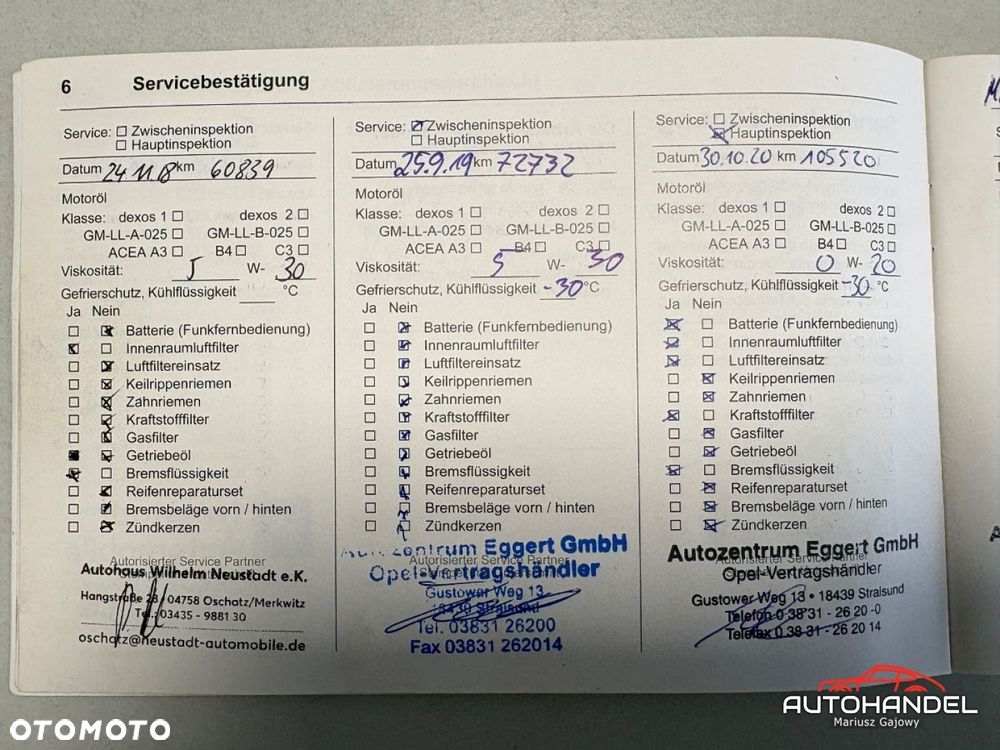 6 Servicebestätigung
Service: Zwischeninspektion
Hauptinspektion
Datum 24 11 18 km 60839
Motoröl
Klasse: dexos 1 dexos 2
GM-LL-A-025 GM-LL-B-025
ACEA A3 B4 C3
Viskosität: 5 W- 30
Gefrierschutz, Kühlflüssigkeit °C
Ja Nein
Batterie (Funkfernbedienung)
Innenraumluftfilter
Luftfiltereinsatz
Keilrippenriemen
Zahnriemen
Kraftstofffilter
Gasfilter
Getriebeöl
Bremsflüssigkeit
Reifenreparaturset
Bremsbeläge vorn / hinten
Zündkerzen
Autorisierter Service Partner
Autohaus Wilhelm Neustadt e.K.
Hangstraße 28 / 04758 Oschatz/Merkwitz
Tel.: 03435 - 9881 30
oschatz@neustadt-automobile.de
Service: Zwischeninspektion
Hauptinspektion
Datum 25.9.19 km 72732
Motoröl
Klasse: dexos 1 dexos 2
GM-LL-A-025 GM-LL-B-025
ACEA A3 B4 C3
Viskosität: 5 W- 30
Gefrierschutz, Kühlflüssigkeit -30 °C
Ja Nein
Batterie (Funkfernbedienung)
Innenraumluftfilter
Luftfiltereinsatz
Keilrippenriemen
Zahnriemen
Kraftstofffilter
Gasfilter
Getriebeöl
Bremsflüssigkeit
Reifenreparaturset
Bremsbeläge vorn / hinten
Zündkerzen
Autozentrum Eggert GmbH
Autorisierter Service Partner
Opel-Vertragshändler
Gustower Weg 13
18439 Stralsund
Tel. 03831 26200
Fax 03831 262014
Service: Zwischeninspektion
Hauptinspektion
Datum 30.10.20 km 105520
Motoröl
Klasse: dexos 1 dexos 2
GM-LL-A-025 GM-LL-B-025
ACEA A3 B4 C3
Viskosität: 0 W- 20
Gefrierschutz, Kühlflüssigkeit -30 °C
Ja Nein
Batterie (Funkfernbedienung)
Innenraumluftfilter
Luftfiltereinsatz
Keilrippenriemen
Zahnriemen
Kraftstofffilter
Gasfilter
Getriebeöl
Bremsflüssigkeit
Reifenreparaturset
Bremsbeläge vorn / hinten
Zündkerzen
Autozentrum Eggert GmbH
Autorisierter Service Partner
Opel-Vertragshändler
Gustower Weg 13 • 18439 Stralsund
Telefon 0 38 31 - 26 20 -0
Telefax 0 38 31 - 26 20 14
OTOMOTO
AUTOHANDEL
Mariusz Gajowy